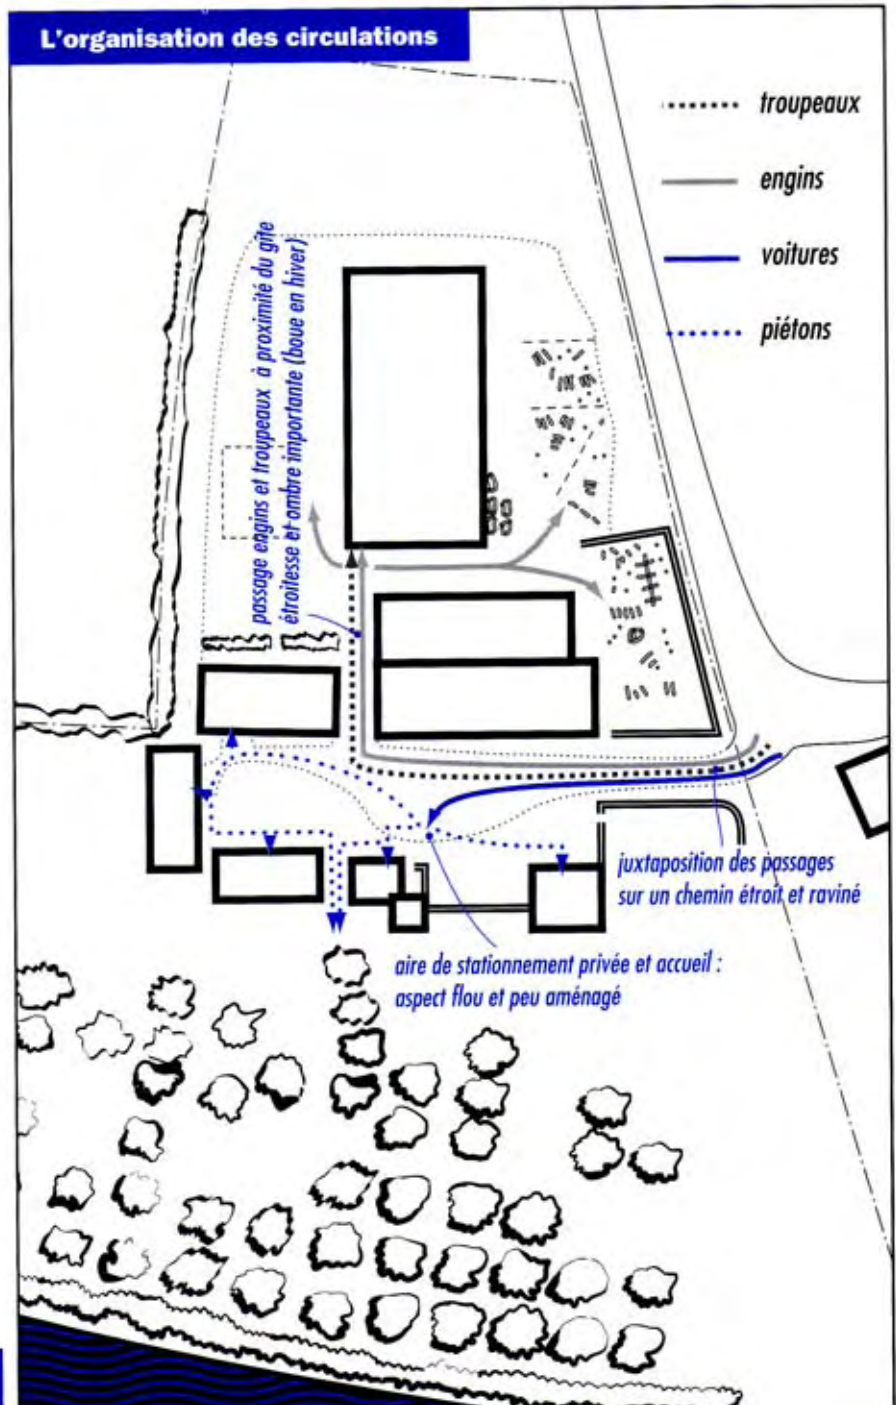 L'organisation des circulations
troupeaux
engins
voitures
piétons
passage engins et troupeaux à proximité du gîte
étroitesse et ombre importante (boue en hiver)
juxtaposition des passages
sur un chemin étroit et raviné
aire de stationnement privée et accueil :
aspect flou et peu aménagé